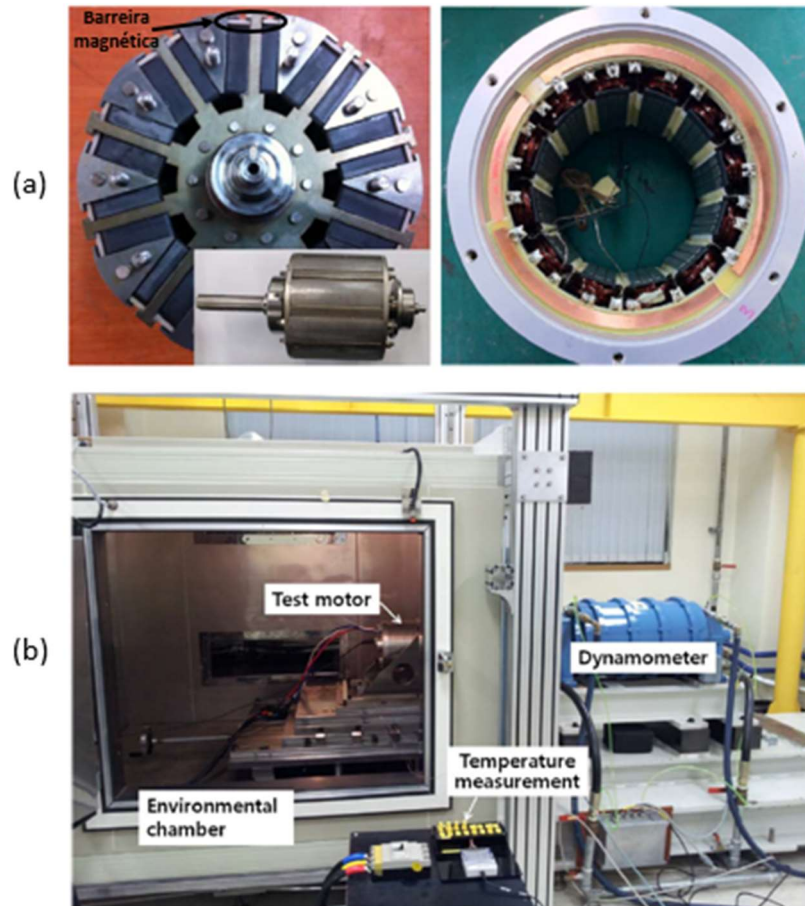 Barreira
magnética
(a)
(b)
Test motor
Dynamometer
Temperature
measurement
Environmental
chamber